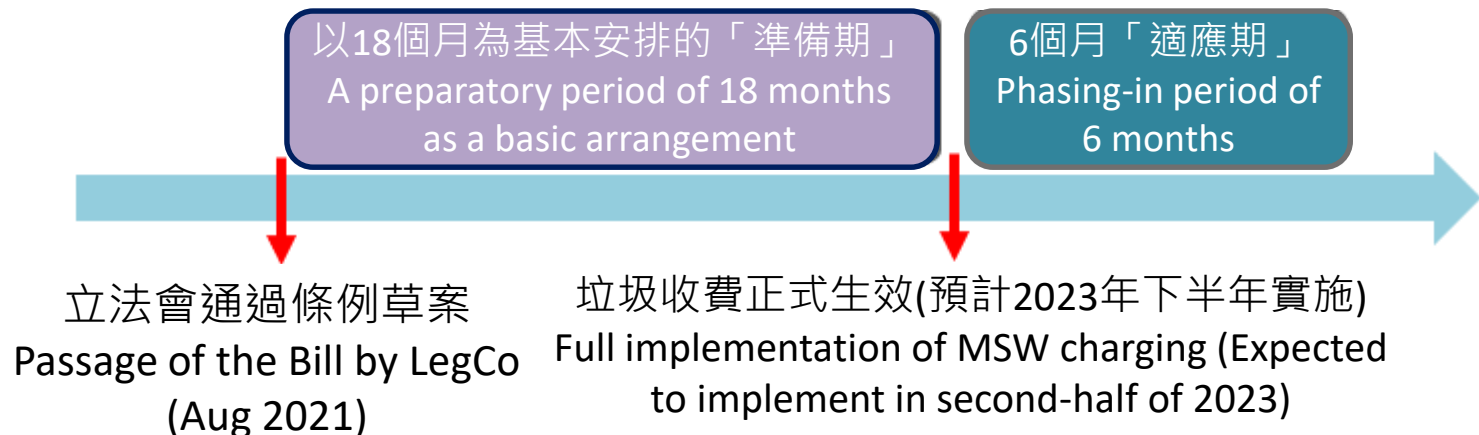 以18個月為基本安排的「準備期」
A preparatory period of 18 months
as a basic arrangement
6個月「適應期」
Phasing-in period of
6 months
立法會通過條例草案
Passage of the Bill by LegCo
(Aug 2021)
垃圾收費正式生效(預計2023年下半年實施)
Full implementation of MSW charging (Expected
to implement in second-half of 2023)